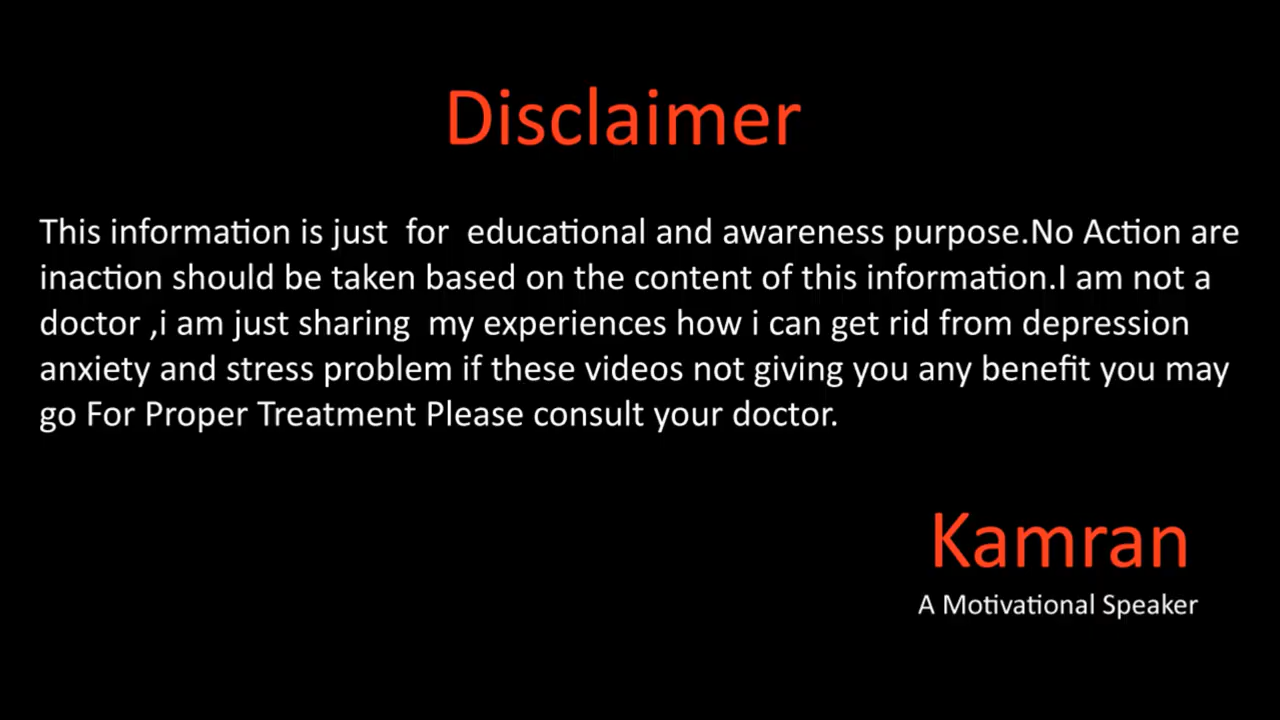 Disclaimer
This information is just  for  educational and awareness purpose.No Action are
inaction should be taken based on the content of this information.I am not a
doctor ,i am just sharing  my experiences how i can get rid from depression
anxiety and stress problem if these videos not giving you any benefit you may
go For Proper Treatment Please consult your doctor.
Kamran
A Motivational Speaker